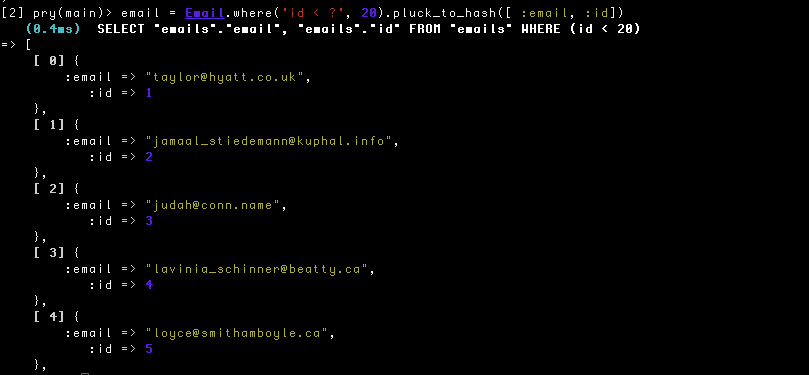 [2] pry(main)> email = Email.where('id < ?', 20).pluck_to_hash([ :email, :id])
   (0.4ms)  SELECT "emails"."email", "emails"."id" FROM "emails" WHERE (id < 20)
=> [
    [ 0] {
        :email => "taylor@hyatt.co.uk",
           :id => 1
    },
    [ 1] {
        :email => "jamaal_stiedemann@kuphal.info",
           :id => 2
    },
    [ 2] {
        :email => "judah@conn.name",
           :id => 3
    },
    [ 3] {
        :email => "lavinia_schinner@beatty.ca",
           :id => 4
    },
    [ 4] {
        :email => "loyce@smithamboyle.ca",
           :id => 5
    },